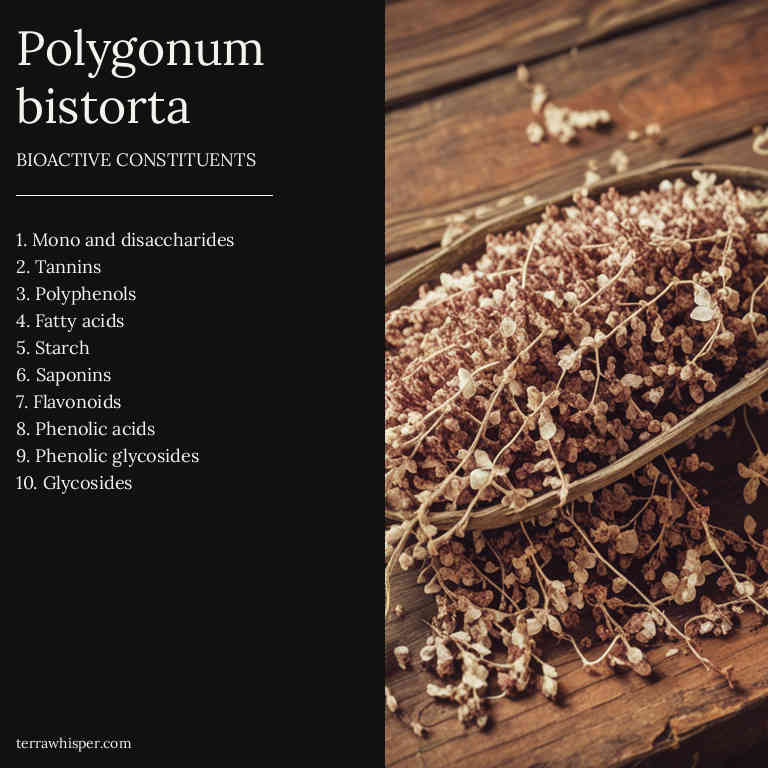 Polygonum
bistorta
BIOACTIVE CONSTITUENTS
1. Mono and disaccharides
2. Tannins
3. Polyphenols
4. Fatty acids
5. Starch
6. Saponins
7. Flavonoids
8. Phenolic acids
9. Phenolic glycosides
10. Glycosides
terrawhisper.com